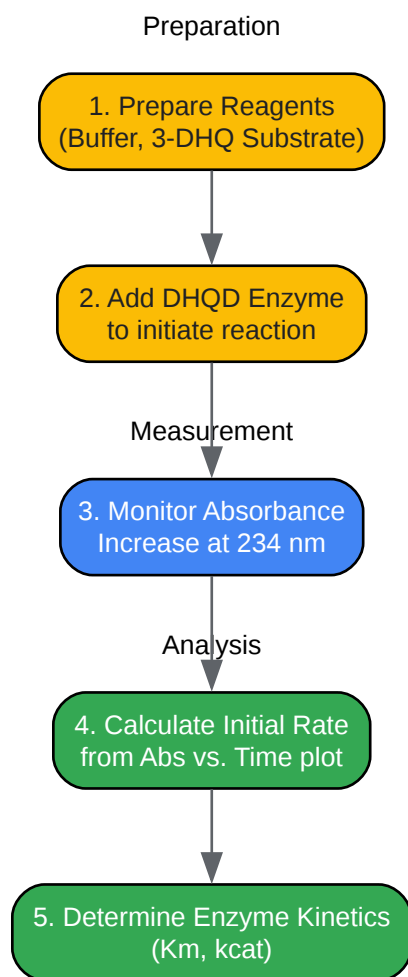 Preparation
1. Prepare Reagents
(Buffer, 3-DHQ Substrate)
2. Add DHQD Enzyme
to initiate reaction
Measurement
3. Monitor Absorbance
Increase at 234 nm
Analysis
4. Calculate Initial Rate
from Abs vs. Time plot
5. Determine Enzyme Kinetics
(Km, kcat)